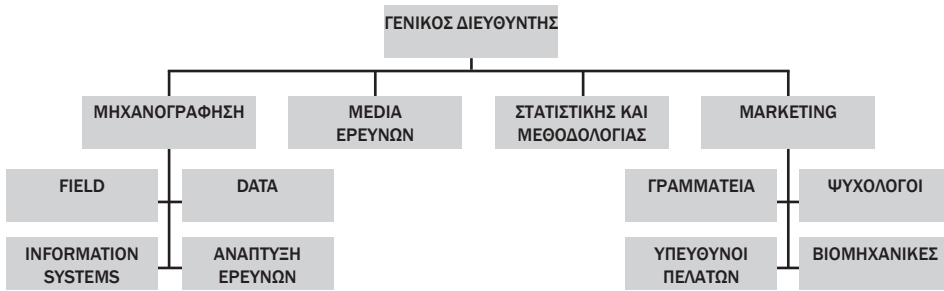 ΓΕΝΙΚΟΣ ΔΙΕΥΘΥΝΤΗΣ
ΜΗΧΑΝΟΓΡΑΦΗΣΗ
MEDIA
ΕΡΕΥΝΩΝ
ΣΤΑΤΙΣΤΙΚΗΣ ΚΑΙ
ΜΕΘΟΔΟΛΟΓΙΑΣ
MARKETING
FIELD
DATA
ΓΡΑΜΜΑΤΕΙΑ
ΨΥΧΟΛΟΓΟΙ
INFORMATION
SYSTEMS
ΑΝΑΠΤΥΞΗ
ΕΡΕΥΝΩΝ
ΥΠΕΥΘΥΝΟΙ
ΠΕΛΑΤΩΝ
ΒΙΟΜΗΧΑΝΙΚΕΣ